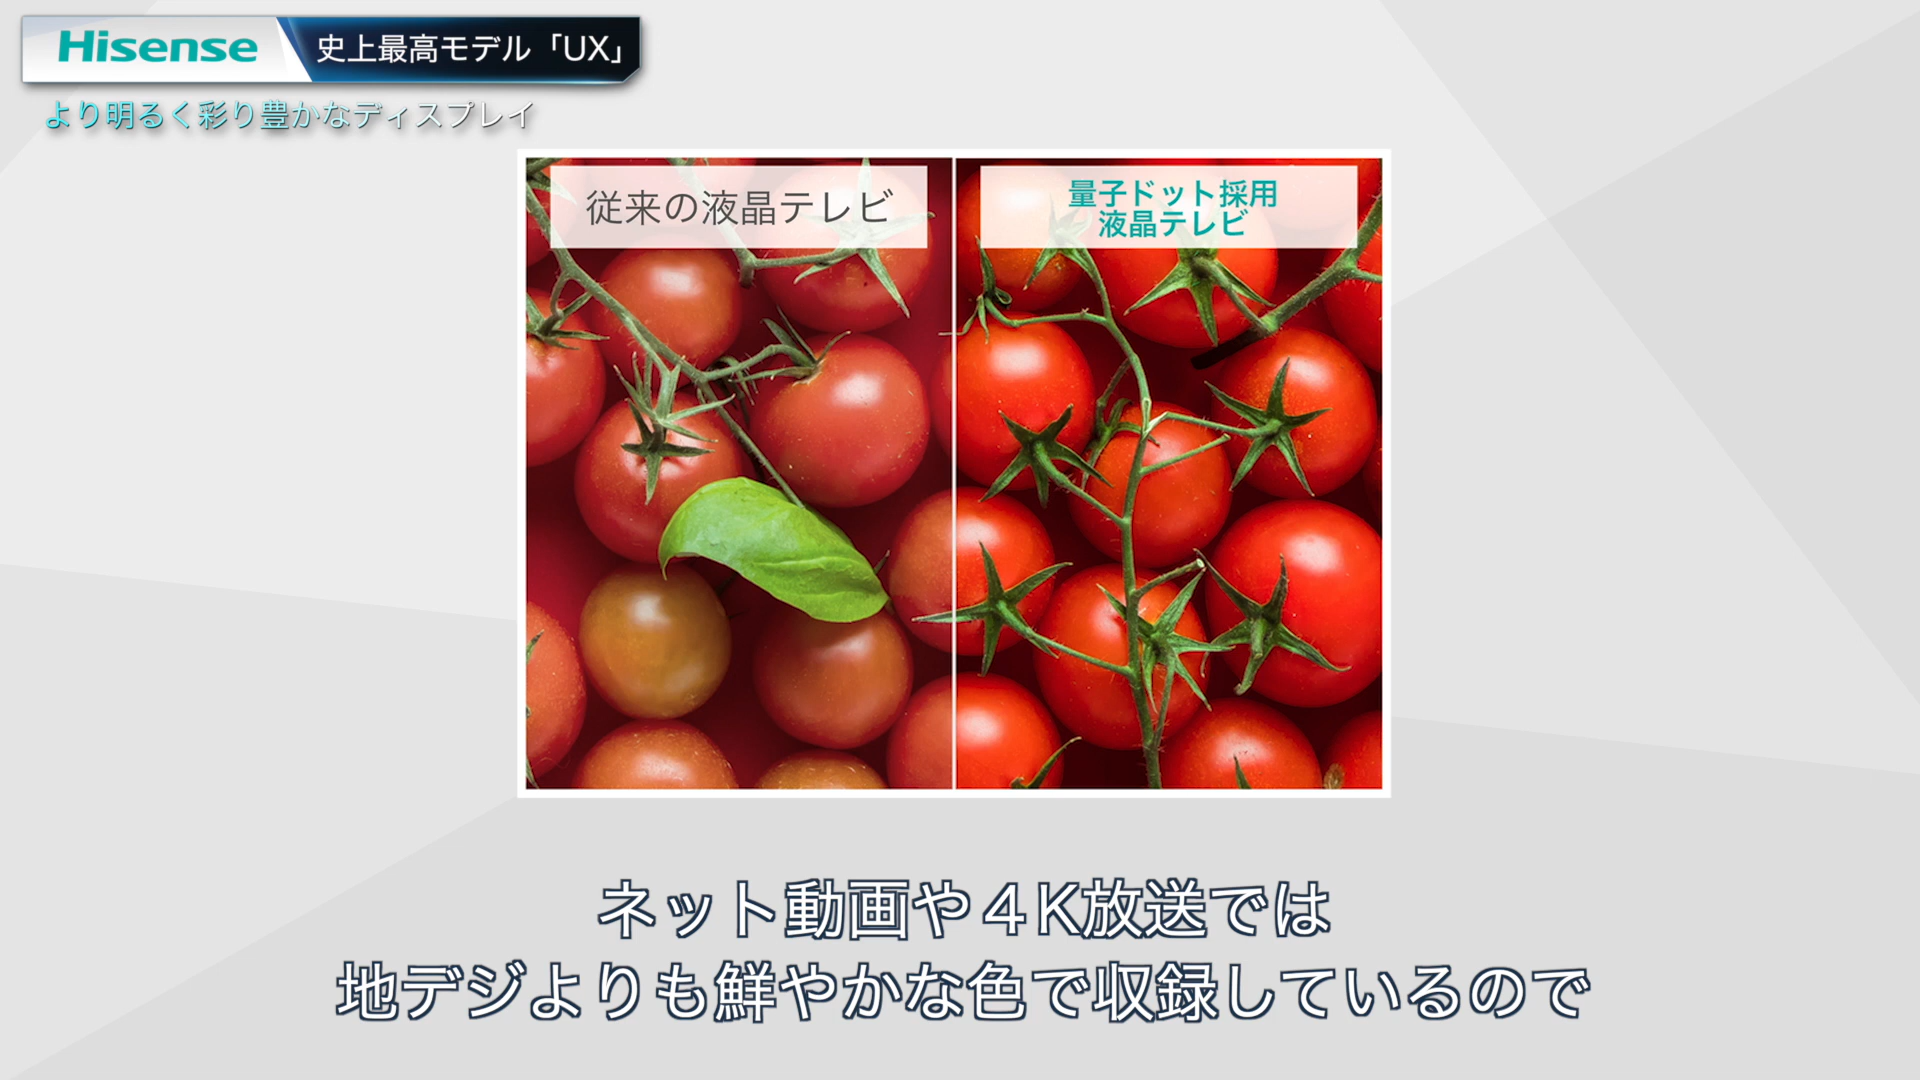 Hisense
史上最高モデル「UX」
より明るく彩り豊かなディスプレイ
従来の液晶テレビ
量子ドット採用
液晶テレビ
ネット動画や４K放送では
地デジよりも鮮やかな色で収録しているので